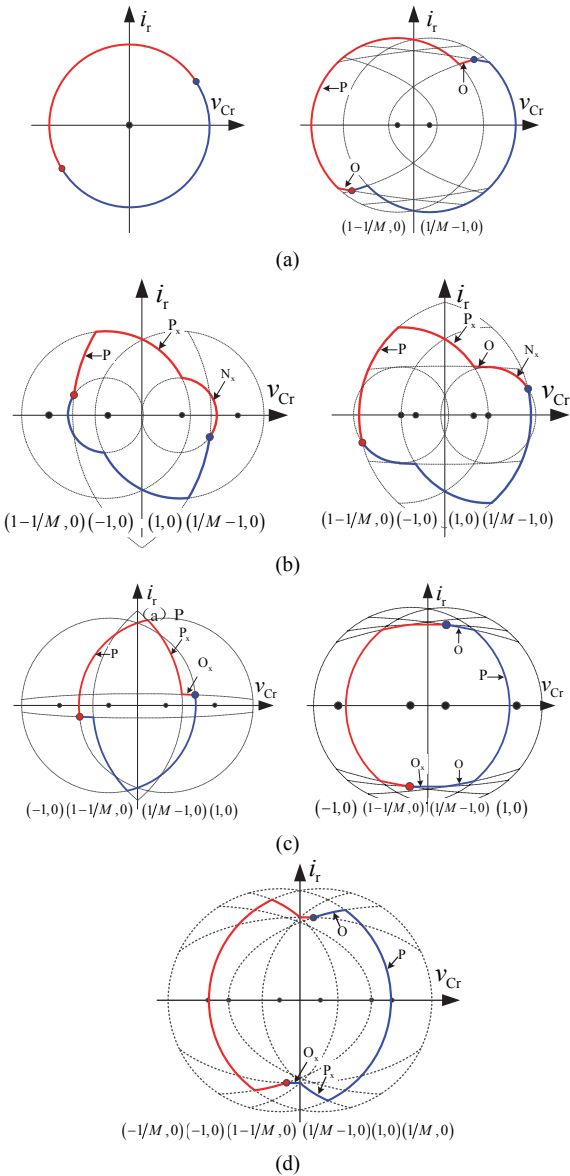 i_r
i_r
v_Cr
v_Cr
P
O
O
(1−1/M, 0) (1/M−1, 0)
(a)
i_r
i_r
P_x
P_x
P
P
O
N_x
N_x
v_Cr
v_Cr
(1−1/M, 0) (−1, 0) (1, 0) (1/M−1, 0)
(1−1/M, 0) (−1, 0) (1, 0) (1/M−1, 0)
(b)
i_r
i_r
(a) P
P_x
P
O
O_x
P
v_Cr
v_Cr
O_x
O
(−1, 0) (1−1/M, 0) (1/M−1, 0) (1, 0)
(−1, 0) (1−1/M, 0) (1/M−1, 0) (1, 0)
(c)
i_r
O
P
v_Cr
O_x
P_x
(−1/M, 0) (−1, 0) (1−1/M, 0) (1/M−1, 0) (1, 0) (1/M, 0)
(d)